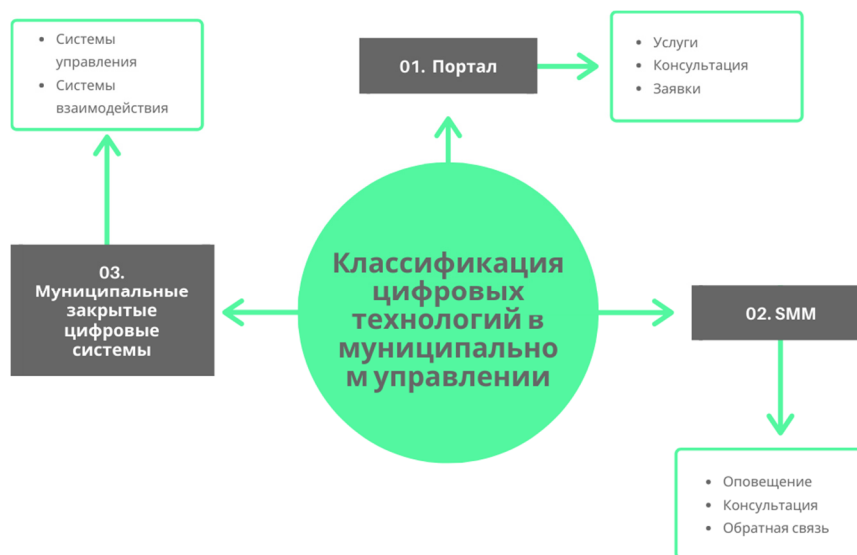 Системы
управления
Системы
взаимодействия
01. Портал
Услуги
Консультация
Заявки
03.
Муниципальные
закрытые
цифровые
системы
Классификация
цифровых
технологий в
муниципально
м управлении
02. SMM
Оповещение
Консультация
Обратная связь